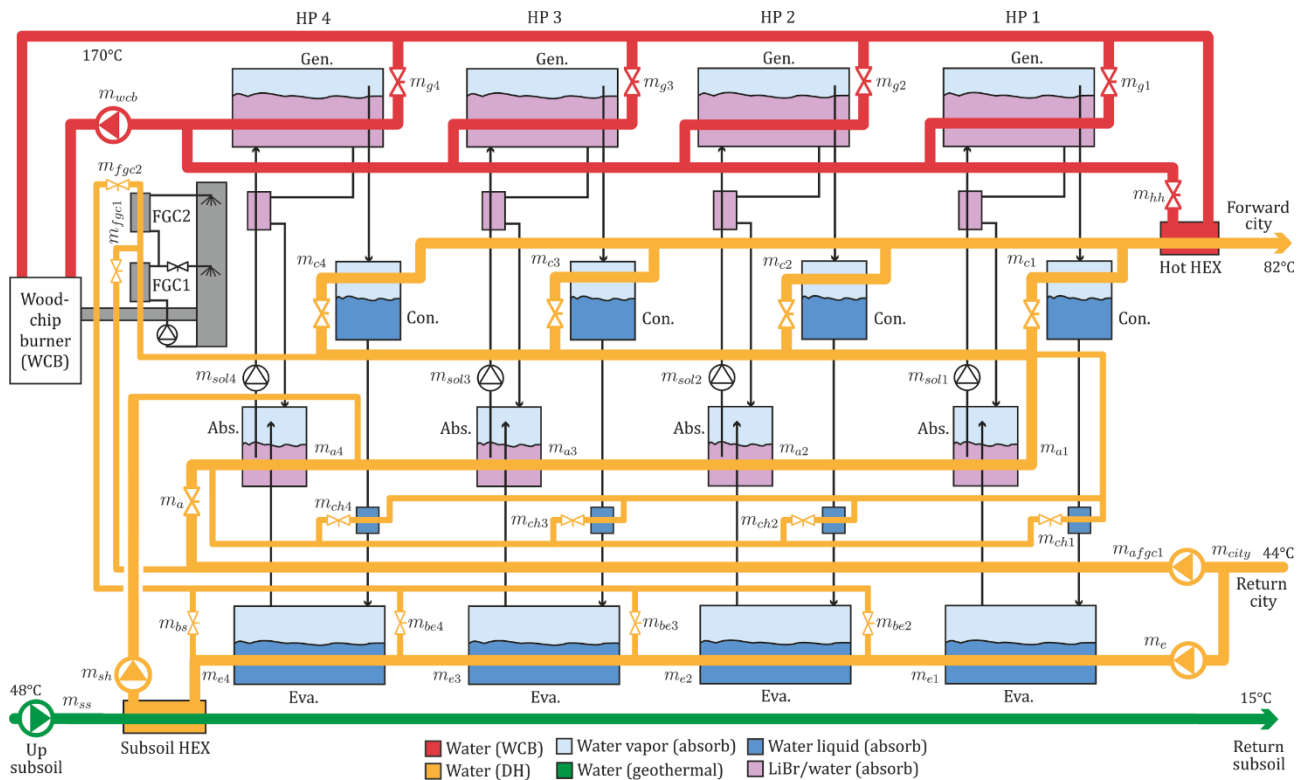 HP 4 HP 3 HP 2 HP 1
170°C
Gen. Gen. Gen. Gen.
m_wcb
m_g4 m_g3 m_g2 m_g1
m_fgc2
m_fgc1
FGC2
FGC1
m_hh
Forward
city
82°C
Hot HEX
m_c4 m_c3 m_c2 m_c1
Con. Con. Con. Con.
Wood-
chip
burner
(WCB)
m_sol4 m_sol3 m_sol2 m_sol1
Abs. Abs. Abs. Abs.
m_a4 m_a3 m_a2 m_a1
m_a
m_ch4 m_ch3 m_ch2 m_ch1
m_afgc1 m_city 44°C
Return
city
m_bs m_be4 m_be3 m_be2
m_e
m_sh
m_e4 m_e3 m_e2 m_e1
Eva. Eva. Eva. Eva.
48°C
m_ss
15°C
Up
subsoil
Subsoil HEX
Return
subsoil
Water (WCB) Water vapor (absorb) Water liquid (absorb)
Water (DH) Water (geothermal) LiBr/water (absorb)